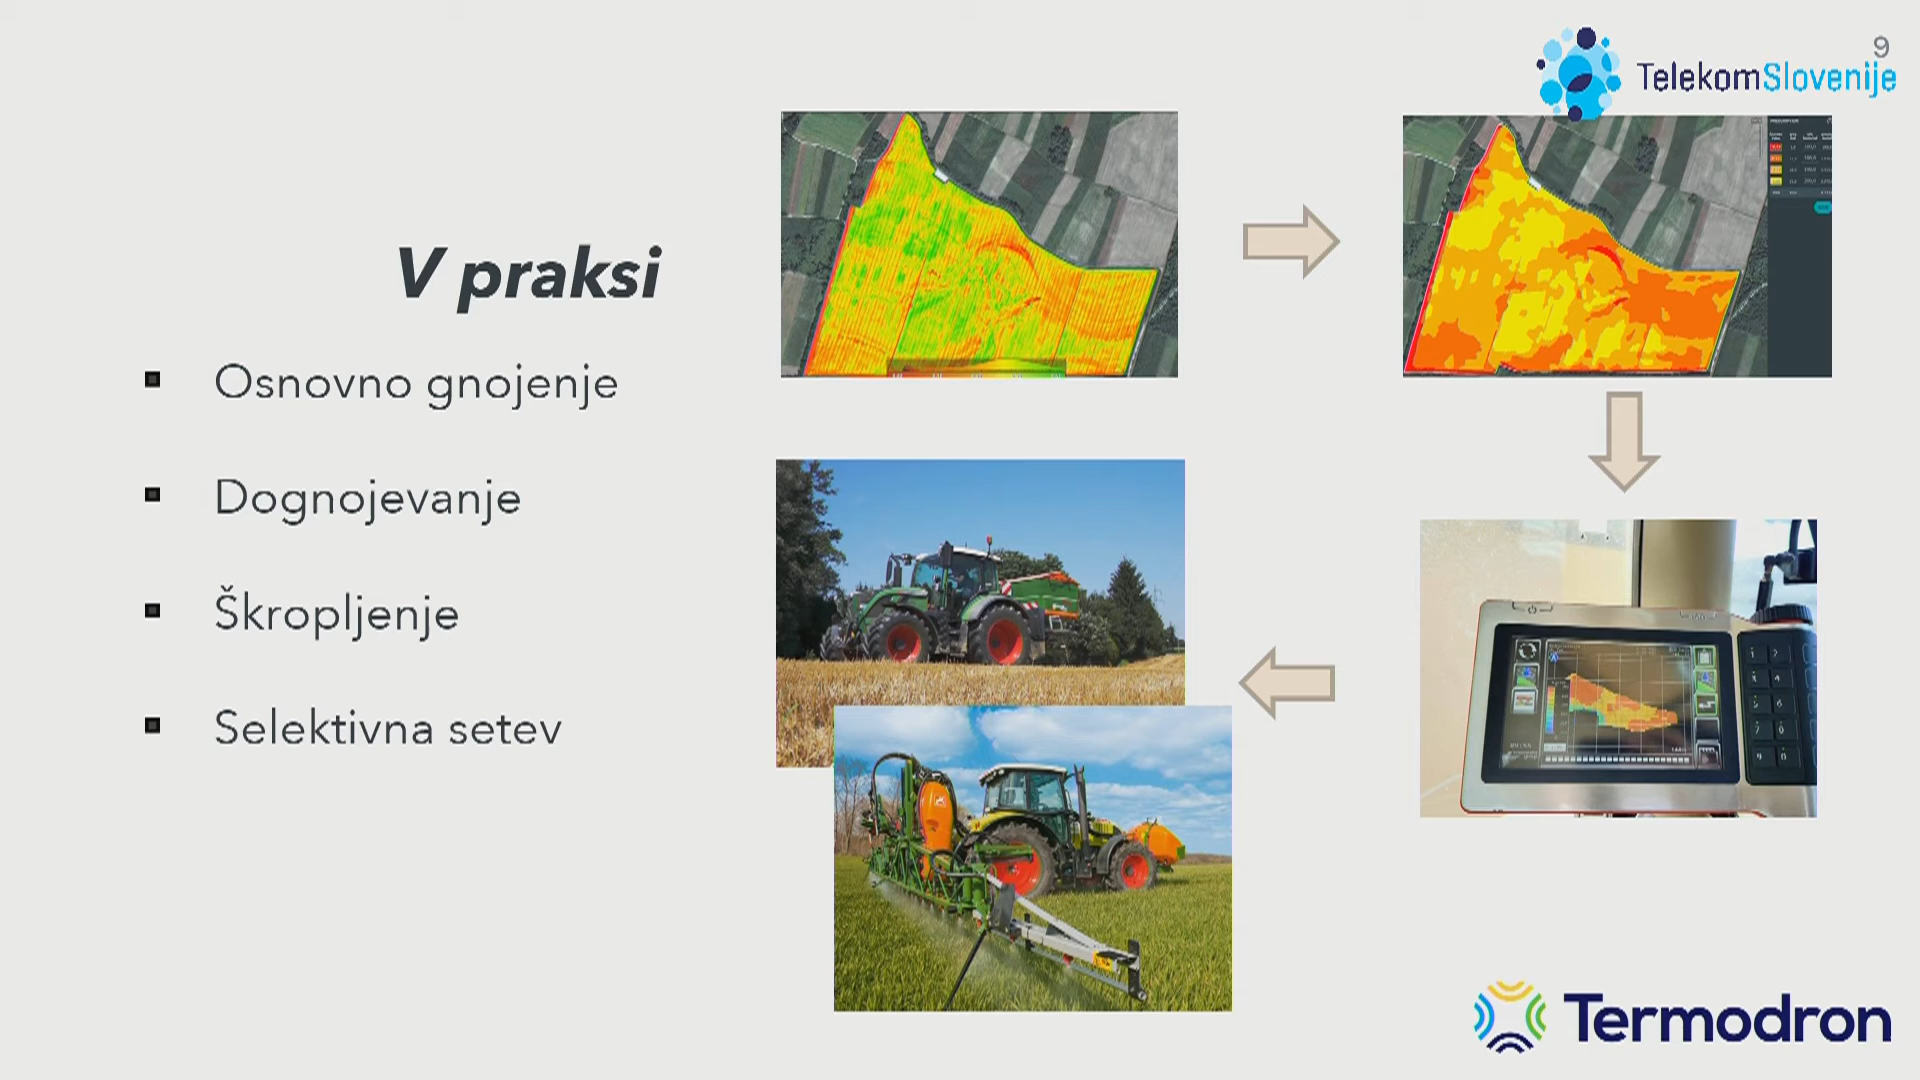 9
TelekomSlovenije
V praksi
Osnovno gnojenje
Dognojevanje
Škropljenje
Selektivna setev
Termodron